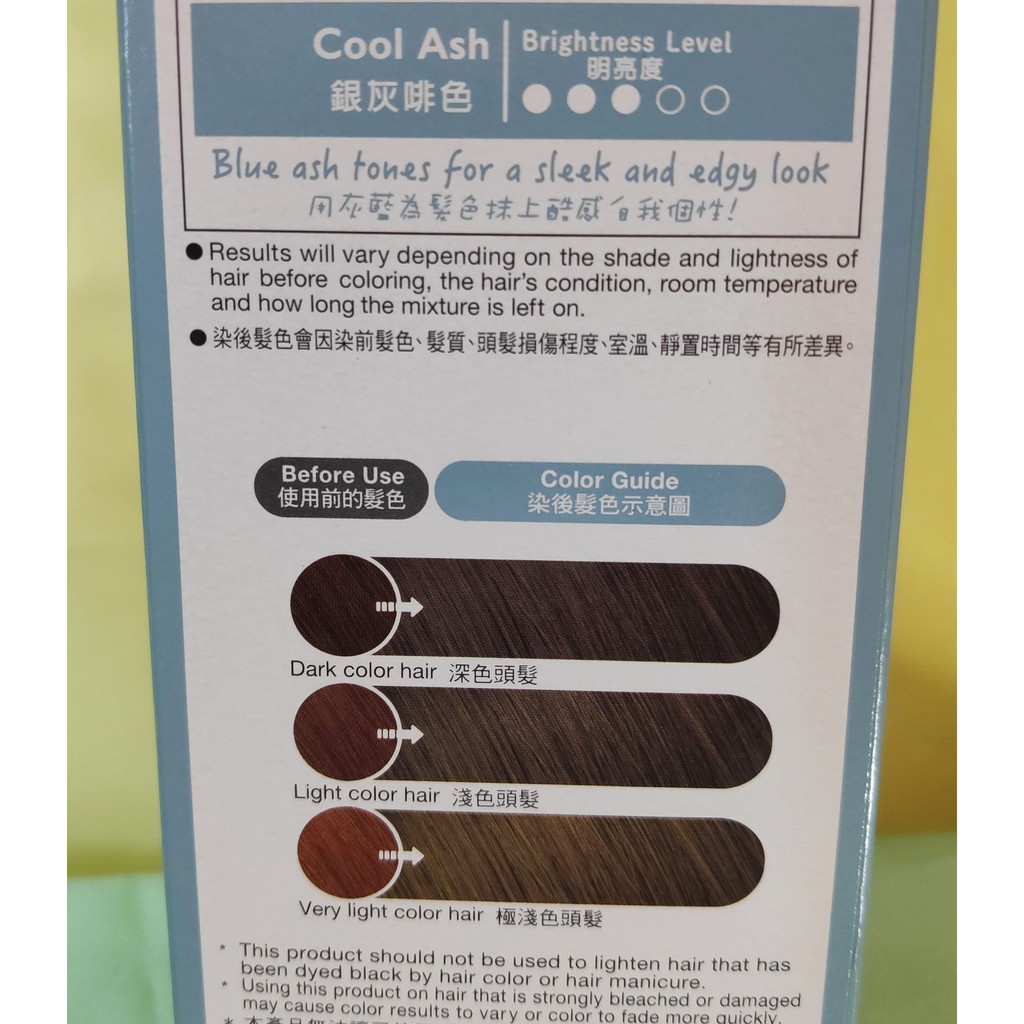 Cool Ash
銀灰啡色
Brightness Level
明亮度
Blue ash tones for a sleek and edgy look
用灰藍為髮色抹上酷感自我個性!
● Results will vary depending on the shade and lightness of
hair before coloring, the hair's condition, room temperature
and how long the mixture is left on.
● 染後髮色會因染前髮色、髮質、頭髮損傷程度、室溫、靜置時間等有所差異。
Before Use
使用前的髮色
Color Guide
染後髮色示意圖
Dark color hair 深色頭髮
Light color hair 淺色頭髮
Very light color hair 極淺色頭髮
* This product should not be used to lighten hair that has
been dyed black by hair color or hair manicure.
* Using this product on hair that is strongly bleached or damaged
may cause color results to vary or color to fade more quickly.